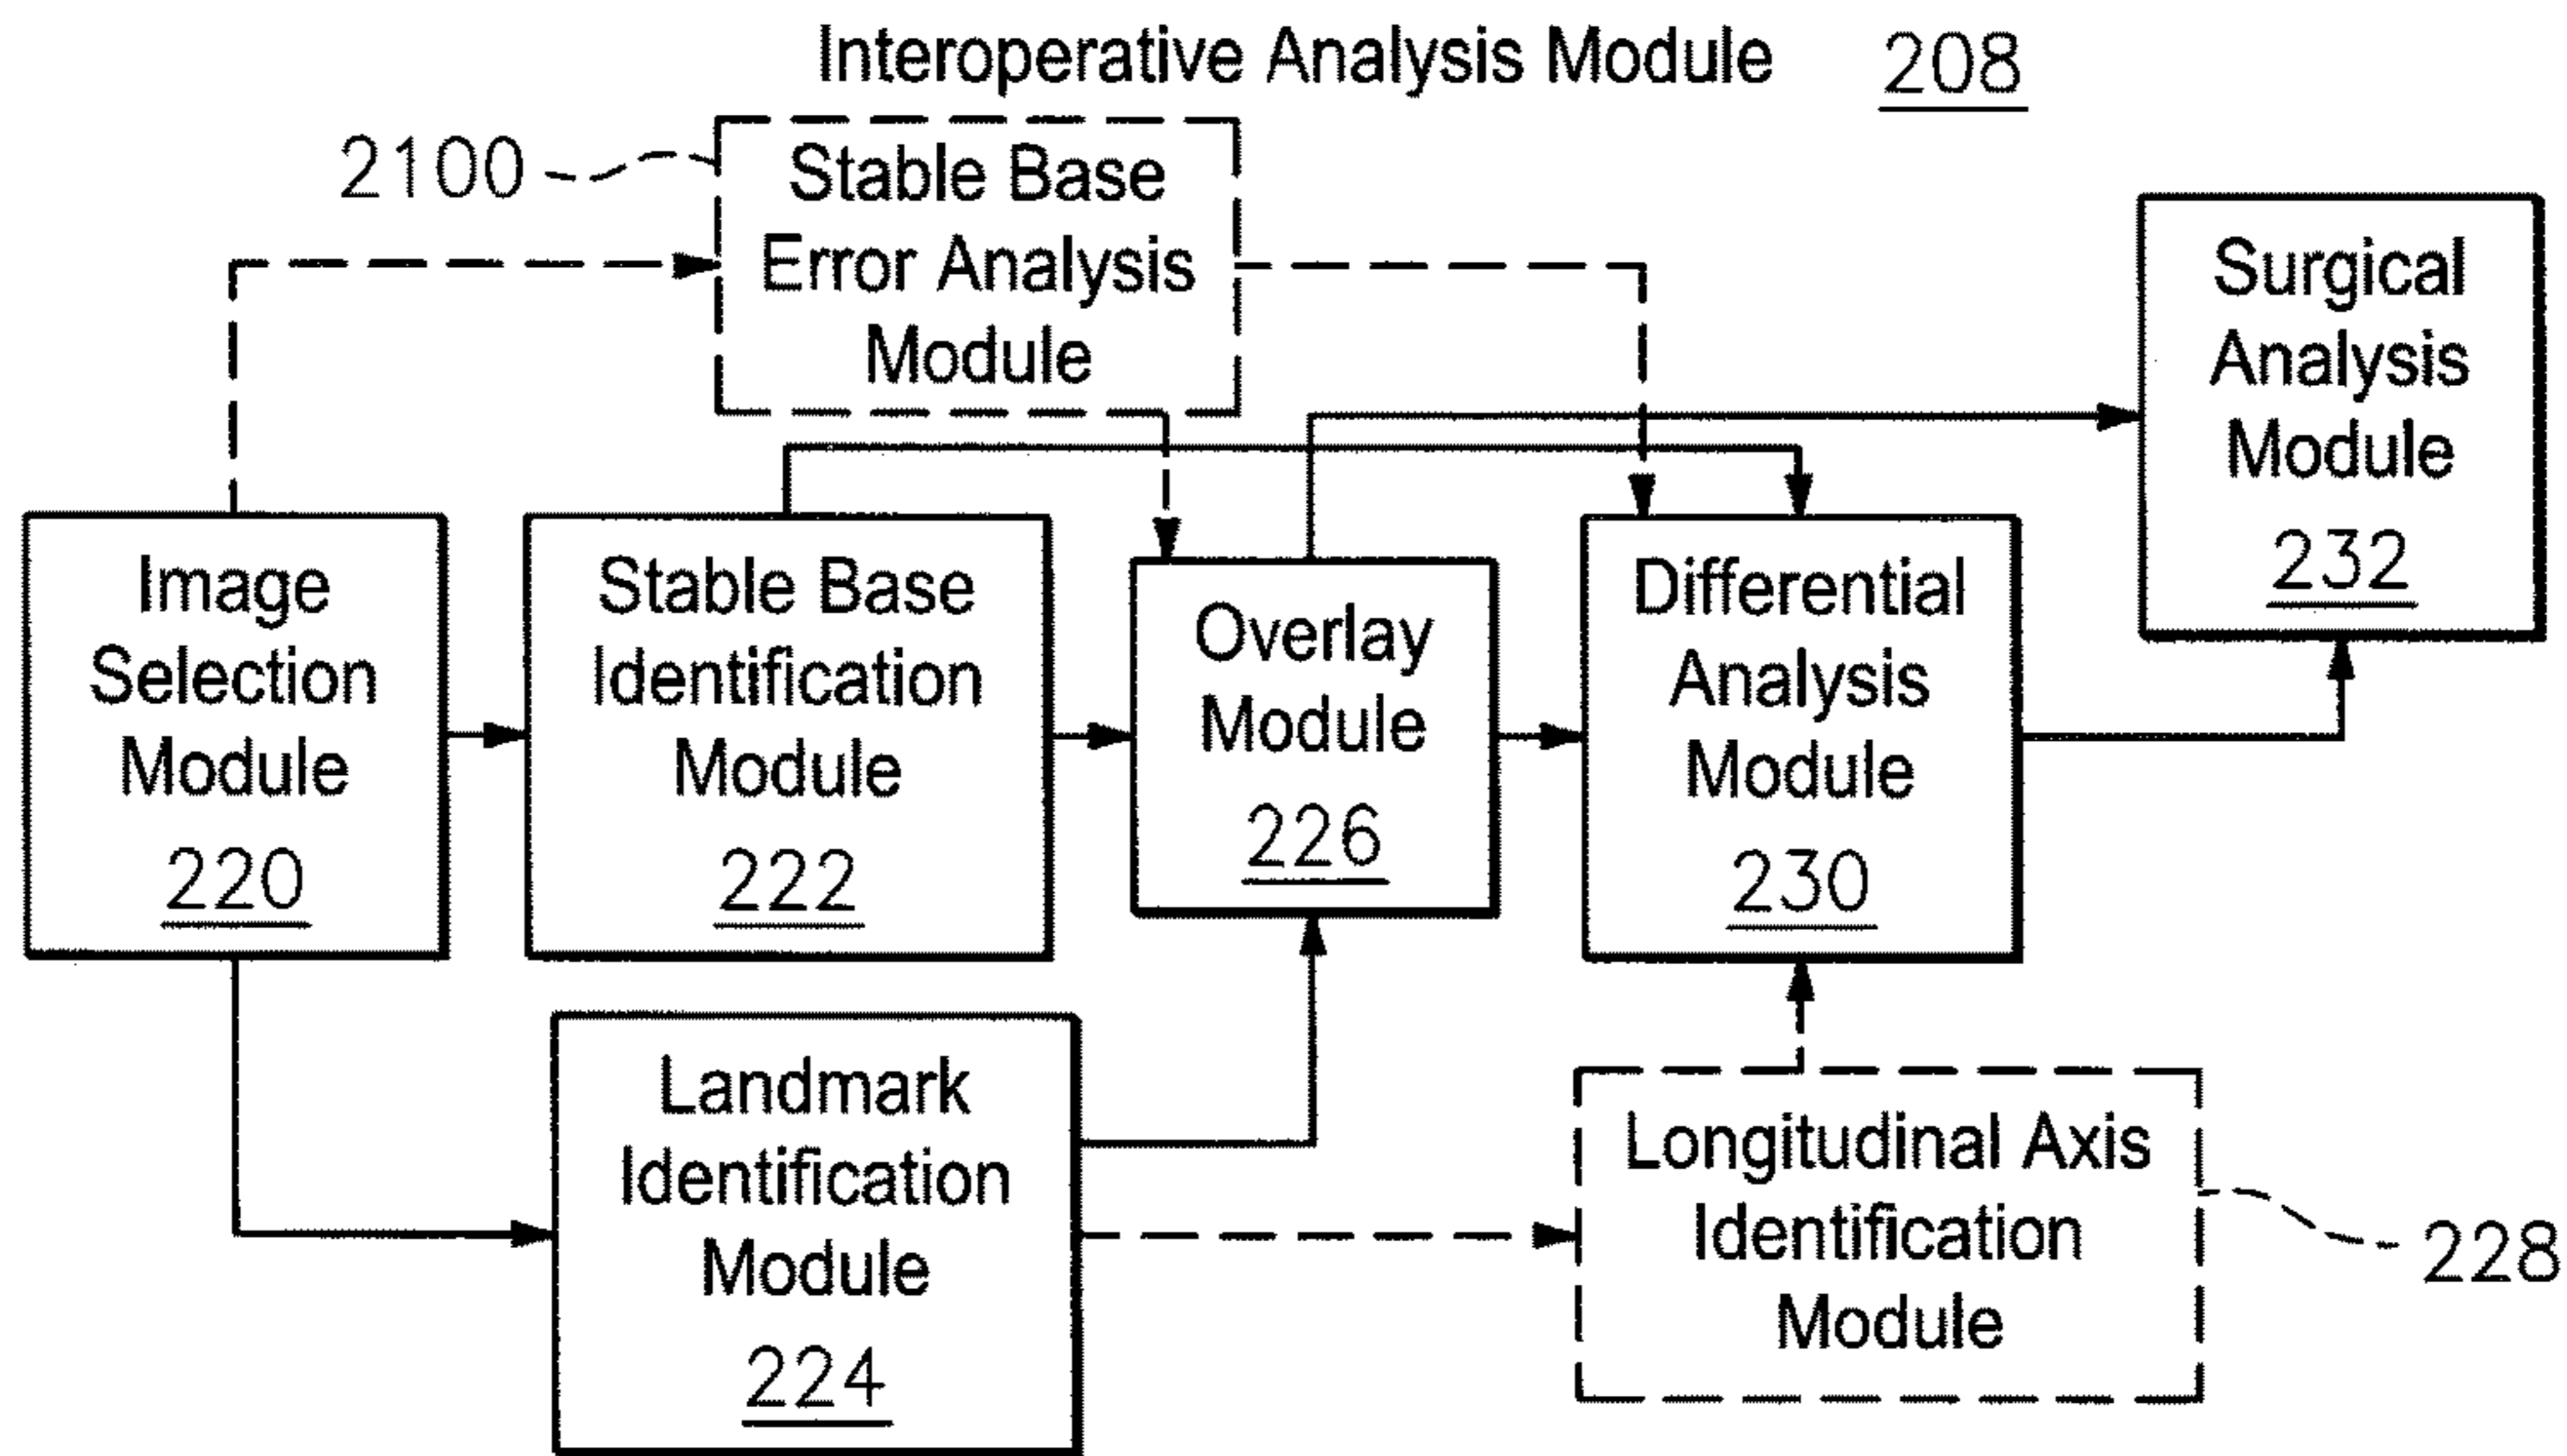 Interoperative Analysis Module 208
2100
Stable Base
Error Analysis
Module
Surgical
Analysis
Module
232
Image
Selection
Module
220
Stable Base
Identification
Module
222
Overlay
Module
226
Differential
Analysis
Module
230
Landmark
Identification
Module
224
Longitudinal Axis
Identification
Module
228